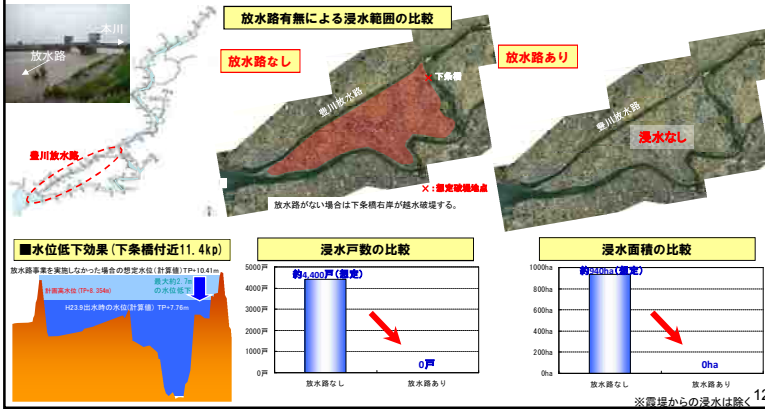 放水路有無による浸水範囲の比較
本川
放水路
豊川放水路
放水路なし
豊川放水路
×下条橋
×:想定破堤地点
放水路がない場合は下条橋右岸が越水破堤する。
放水路あり
豊川放水路
浸水なし
■水位低下効果(下条橋付近11.4kp)
放水路事業を実施しなかった場合の想定水位(計算値)TP+10.41m
計画高水位(TP+8.354m)
最大約2.7m
の水位低下
H23.9出水時の水位(計算値) TP+7.76m
浸水戸数の比較
5000戸
4000戸
3000戸
2000戸
1000戸
0戸
約4,400戸(想定)
0戸
放水路なし
放水路あり
浸水面積の比較
1000ha
800ha
600ha
400ha
200ha
0ha
約940ha(想定)
0ha
放水路なし
放水路あり
※霞堤からの浸水は除く
12